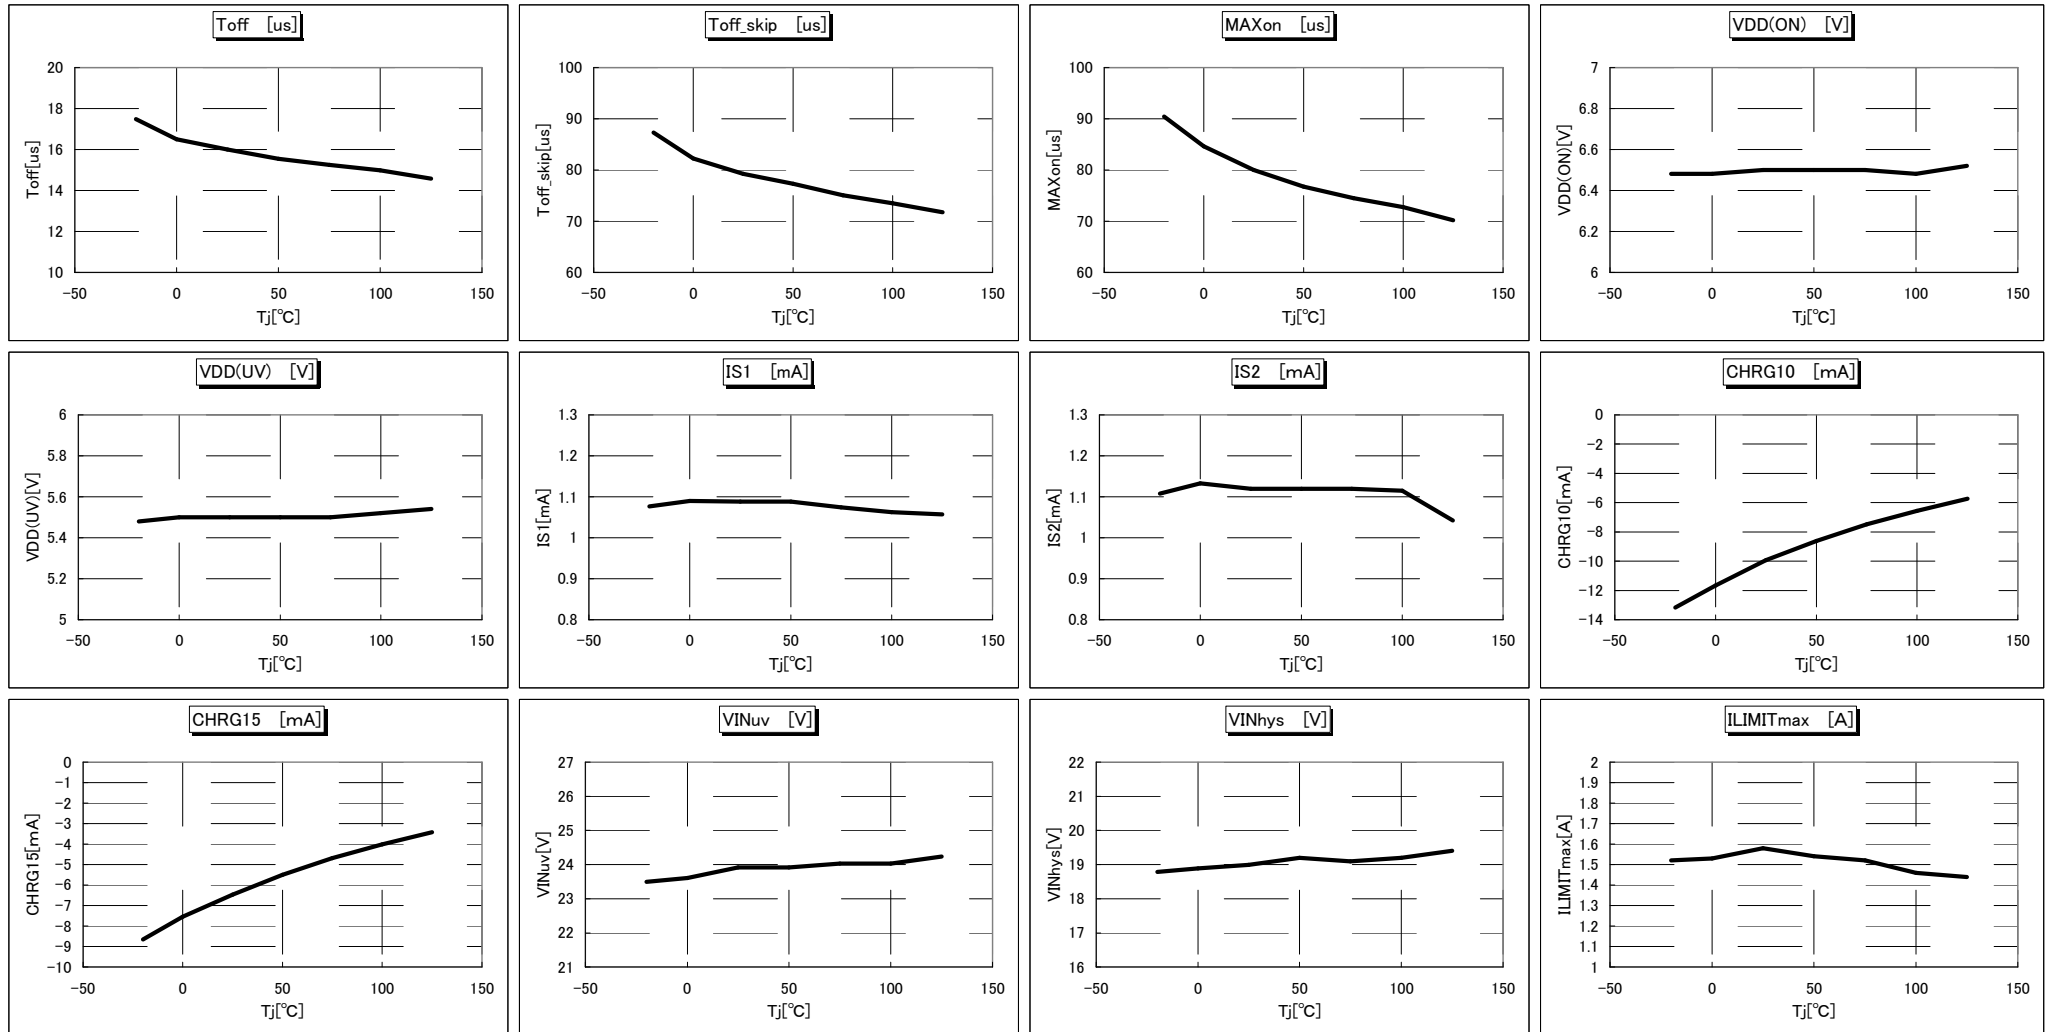 Toff [us]
20
18
16
14
12
10
Toff[us]
-50 0 50 100 150
Tj[℃]
Toff_skip [us]
100
90
80
70
60
Toff_skip[us]
-50 0 50 100 150
Tj[℃]
MAXon [us]
100
90
80
70
60
MAXon[us]
-50 0 50 100 150
Tj[℃]
VDD(ON) [V]
7
6.8
6.6
6.4
6.2
6
VDD(ON)[V]
-50 0 50 100 150
Tj[℃]
VDD(UV) [V]
6
5.8
5.6
5.4
5.2
5
VDD(UV)[V]
-50 0 50 100 150
Tj[℃]
IS1 [mA]
1.3
1.2
1.1
1
0.9
0.8
IS1[mA]
-50 0 50 100 150
Tj[℃]
IS2 [mA]
1.3
1.2
1.1
1
0.9
0.8
IS2[mA]
-50 0 50 100 150
Tj[℃]
CHRG10 [mA]
0
-2
-4
-6
-8
-10
-12
-14
CHRG10[mA]
-50 0 50 100 150
Tj[℃]
CHRG15 [mA]
0
-1
-2
-3
-4
-5
-6
-7
-8
-9
-10
CHRG15[mA]
-50 0 50 100 150
Tj[℃]
VINuv [V]
27
26
25
24
23
22
21
VINuv[V]
-50 0 50 100 150
Tj[℃]
VINhys [V]
22
21
20
19
18
17
16
VINhys[V]
-50 0 50 100 150
Tj[℃]
ILIMITmax [A]
2
1.9
1.8
1.7
1.6
1.5
1.4
1.3
1.2
1.1
1
ILIMITmax[A]
-50 0 50 100 150
Tj[℃]